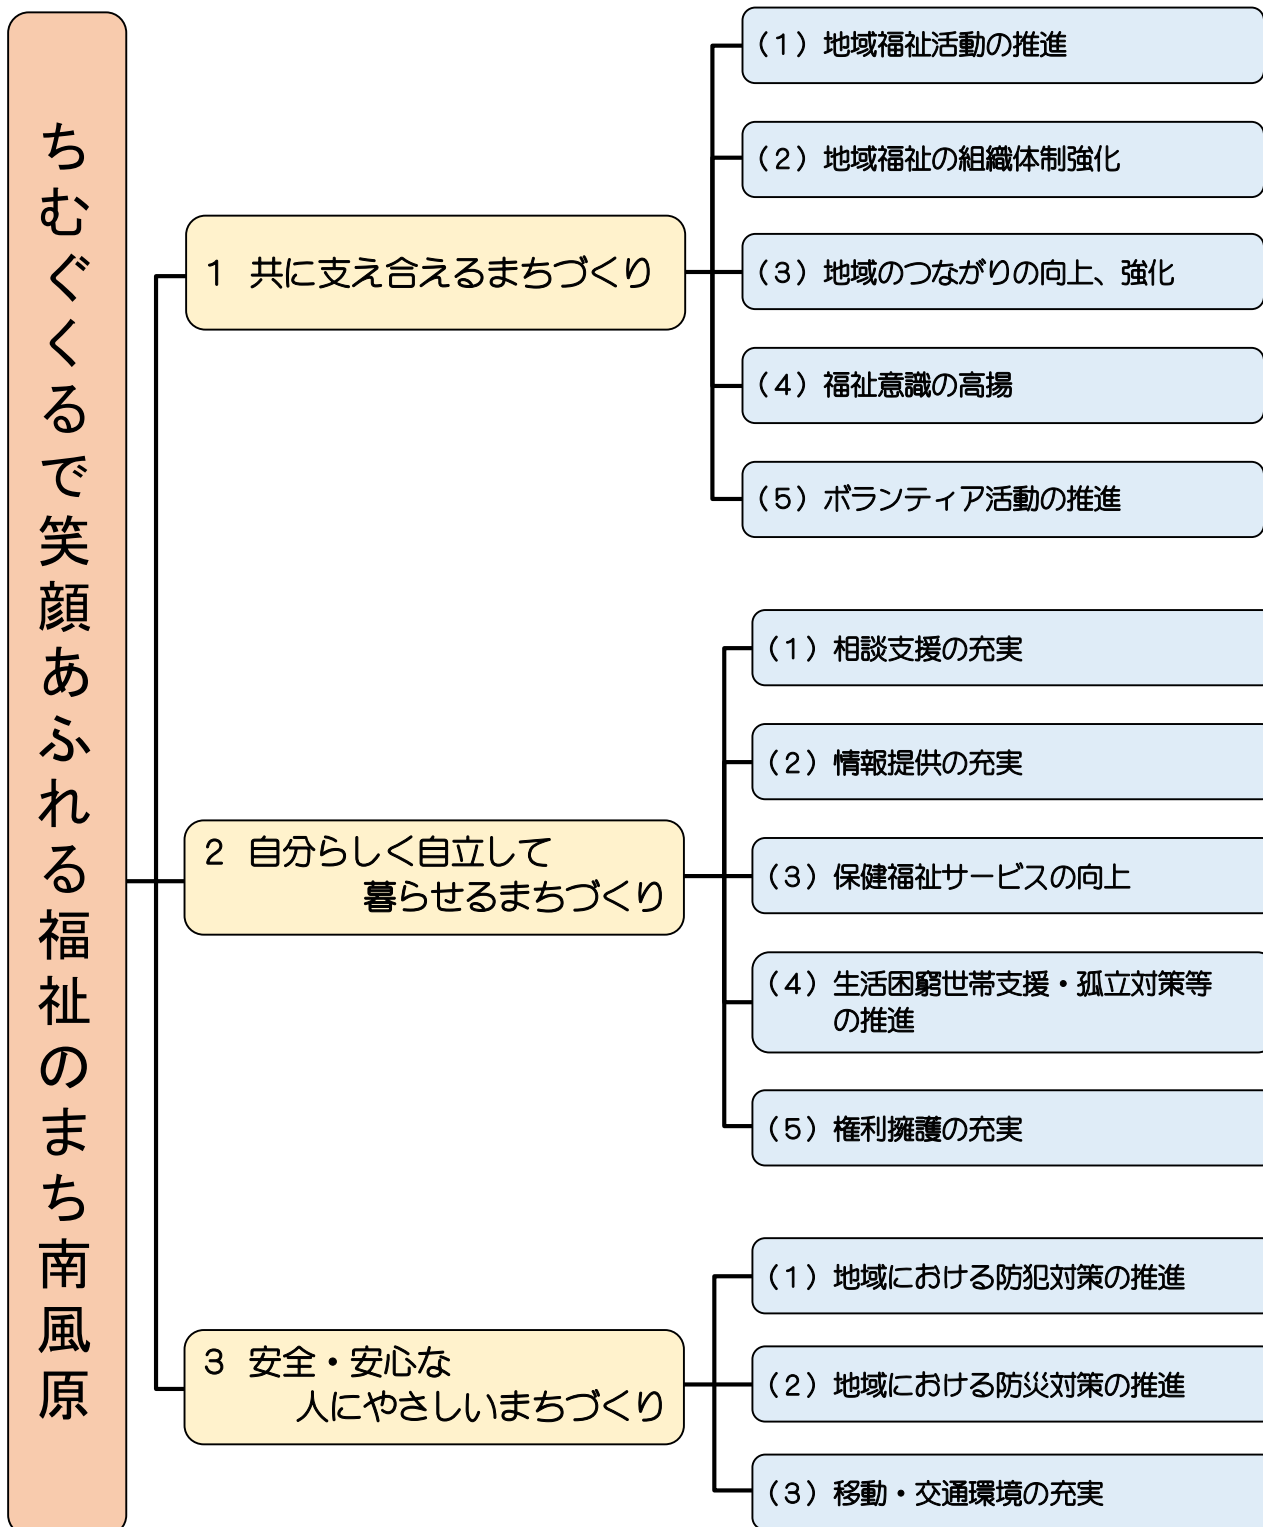 ちむぐくるで笑顔あふれる福祉のまち南風原
1 共に支え合えるまちづくり
(1)地域福祉活動の推進
(2)地域福祉の組織体制強化
(3)地域のつながりの向上、強化
(4)福祉意識の高揚
(5)ボランティア活動の推進
2 自分らしく自立して
暮らせるまちづくり
(1)相談支援の充実
(2)情報提供の充実
(3)保健福祉サービスの向上
(4)生活困窮世帯支援・孤立対策等
の推進
(5)権利擁護の充実
3 安全・安心な
人にやさしいまちづくり
(1)地域における防犯対策の推進
(2)地域における防災対策の推進
(3)移動・交通環境の充実